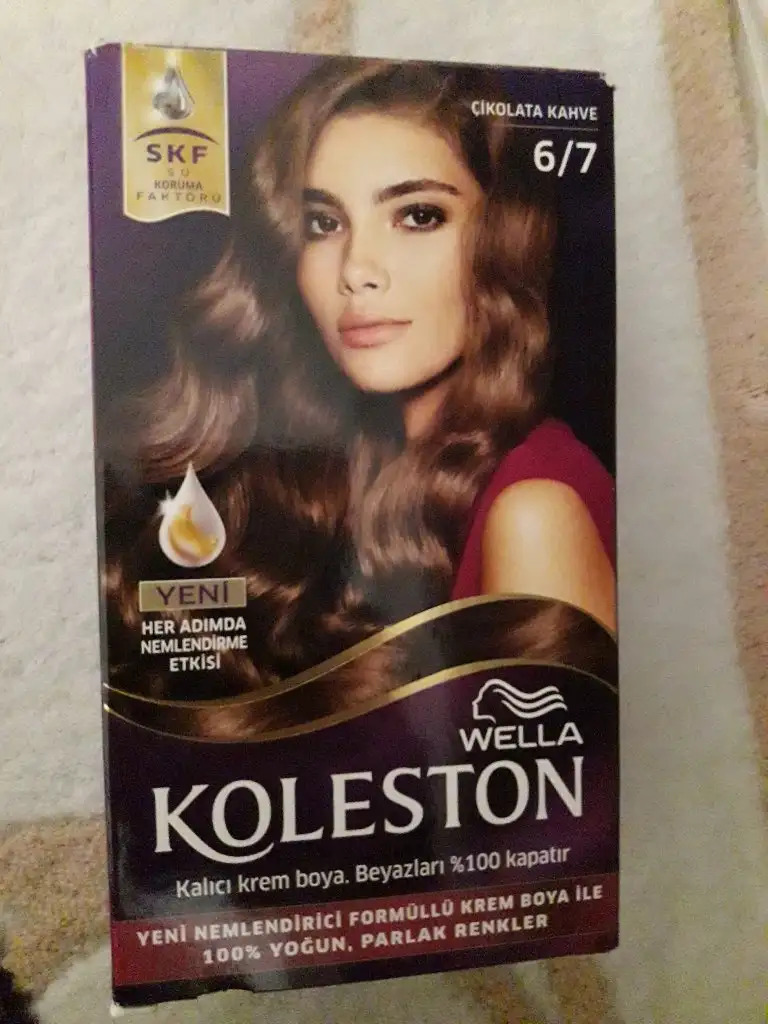 SKF
SU
KORUMA
FAKTÖRÜ
ÇİKOLATA KAHVE
6/7
YENİ
HER ADIMDA
NEMLENDİRME
ETKİSİ
WELLA
KOLESTON
Kalıcı krem boya. Beyazları %100 kapatır
YENİ NEMLENDİRİCİ FORMÜLLÜ KREM BOYA İLE
100% YOĞUN, PARLAK RENKLER